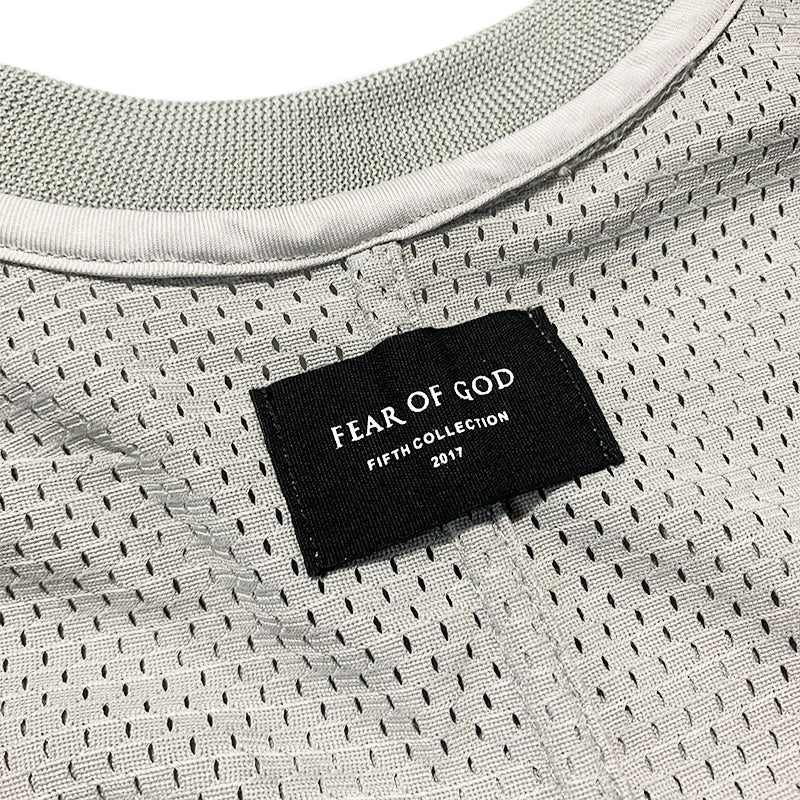 FEAR OF GOD
FIFTH COLLECTION
2017